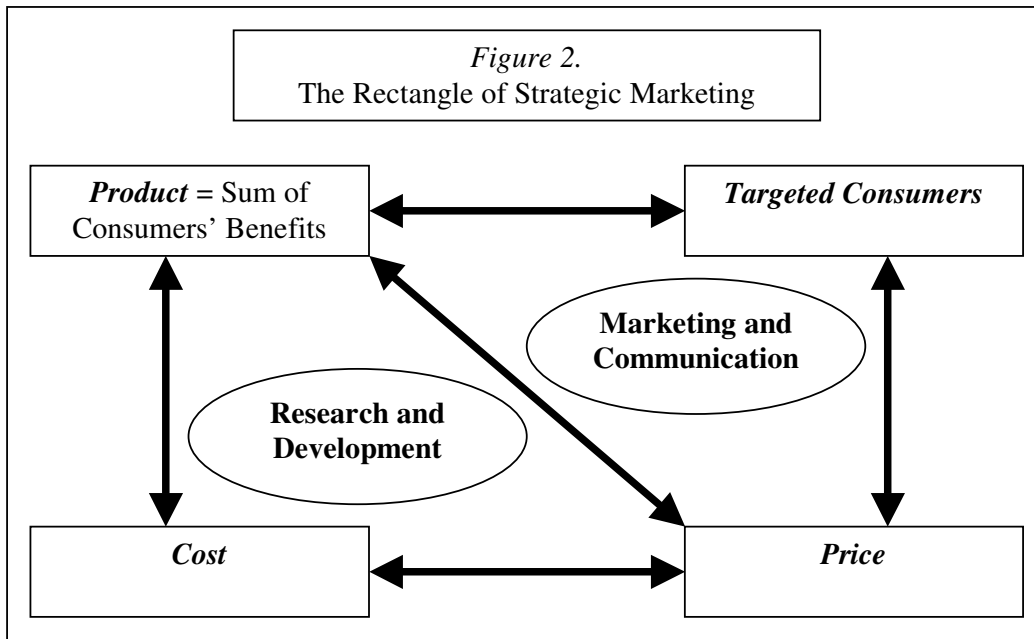 Figure 2.
The Rectangle of Strategic Marketing
Product = Sum of
Consumers’ Benefits
Targeted Consumers
Marketing and
Communication
Research and
Development
Cost
Price